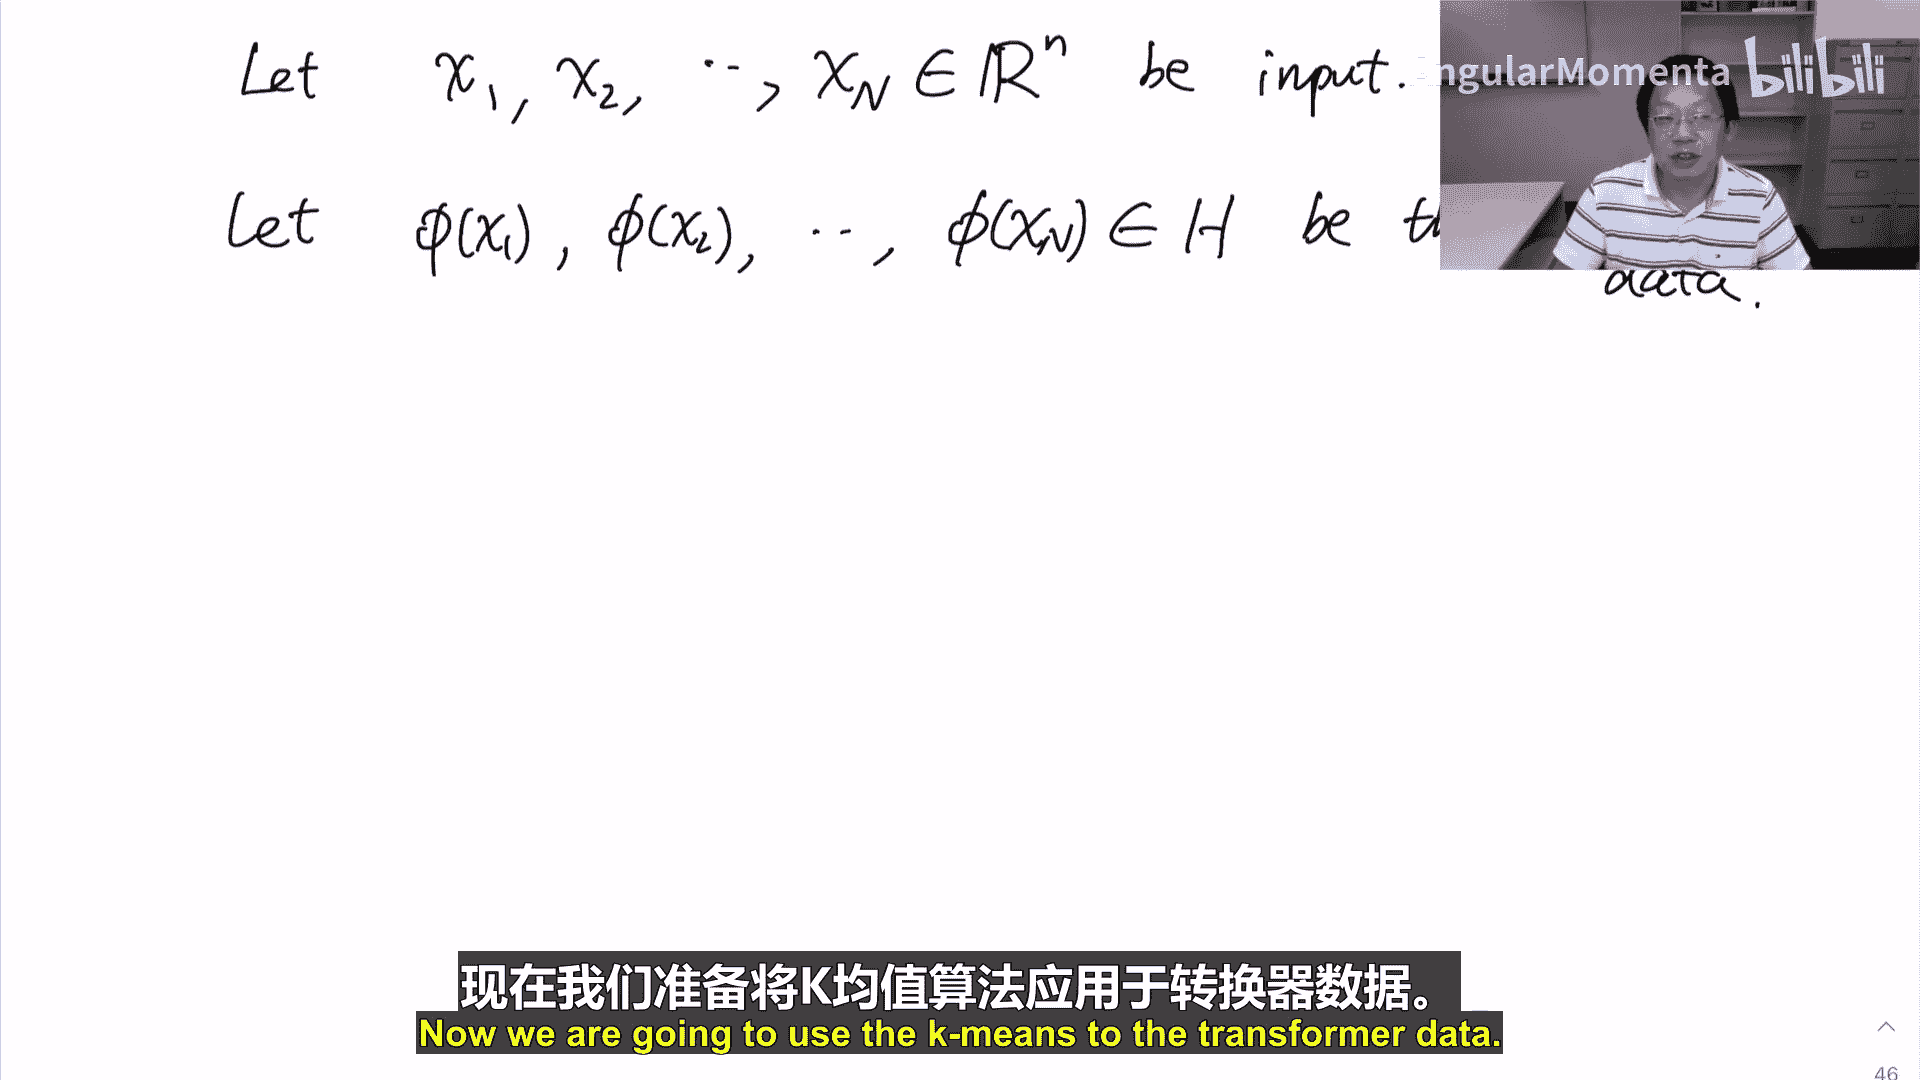 Let x₁, x₂, ⋯, x_N ∈ ℝⁿ be input.
ngularMomenta bilibili
Let ϕ(x₁), ϕ(x₂), ⋯, ϕ(x_N) ∈ H be
data.
现在我们准备将K均值算法应用于转换器数据。
Now we are going to use the k-means to the transformer data.
46